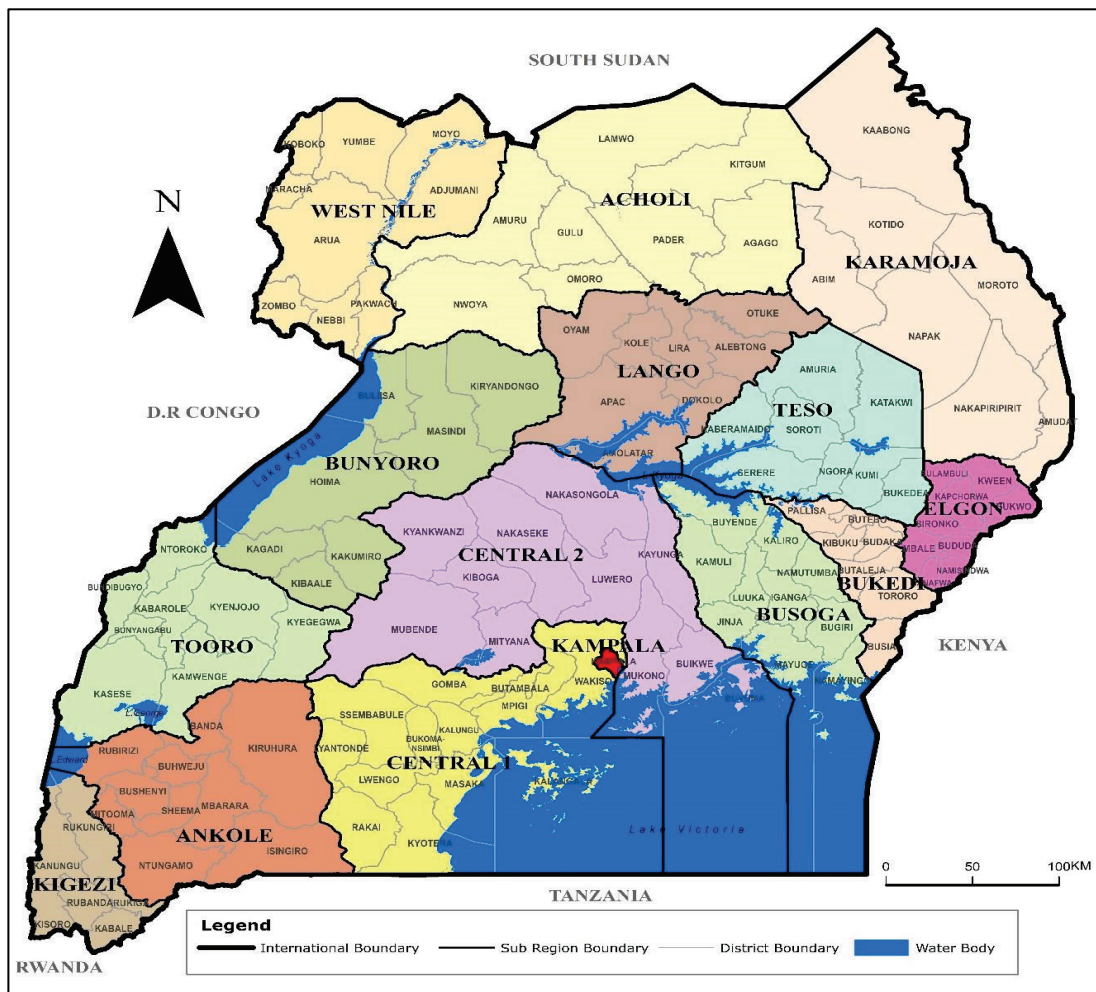 SOUTH SUDAN
KAABONG
LAMWO
MOYO
YUMBE
KOBOKO
KITGUM
ADJUMANI
MARACHA
ACHOLI
N
WEST NILE
AMURU
KOTIDO
ARUA
GULU
PADER
AGAGO
KARAMOJA
ABIM
MOROTO
OMORO
ZOMBO
PAKWACH
NWOYA
NEBBI
OTUKE
OYAM
NAPAK
KOLE
LIRA
ALEBTONG
AMURIA
LANGO
KIRYANDONGO
BULIISA
APAC
DOKOLO
TESO
KATAKWI
NAKAPIRIPIRIT
D.R CONGO
KABERAMAIDO
SOROTI
AMUDAT
MASINDI
AMOLATAR
Lake Kyoga
BUNYORO
HOIMA
SERERE
NGORA
KUMI
BULAMBULI
KWEEN
BUKEDEA
KAPCHORWA
NAKASONGOLA
ELGON
PALLISA
BUTEBO
SIRONKO
NTOROKO
KYANKWANZI
NAKASEKE
BUYENDE
KIBUKU
BUDAKA
KAGADI
KAKUMIRO
CENTRAL 2
KAYUNGA
KALIRO
MBALE
BUDUDA
KAMULI
BUTALEJA
NAMUTUMBA
BUKEDI
KIBAALE
KIBOGA
LUWERO
KABAROLE
KYENJOJO
LUUKA
IGANGA
TORORO
BUNYANGABU
KYEGEGWA
BUSOGA
JINJA
BUGIRI
TOORO
MUBENDE
MITYANA
KAMPALA
BUSIA
KENYA
BUIKWE
MAYUGE
KAMWENGE
WAKISO
MUKONO
NAMAYINGO
KASESE
GOMBA
BUTAMBALA
MPIGI
L.George
SSEMBABULE
BANDA
KALUNGU
KIRUHURA
BUKOMA-
NSIMBI
RUBIRIZI
YANTONDE
Edward
BUHWEJU
CENTRAL 1
LWENGO
MASAKA
BUSHENYI
MBARARA
SHEEMA
MITOOMA
RUKUNGIRI
RAKAI
Lake Victoria
ANKOLE
KYOTERA
ISINGIRO
KANUNGU
NTUNGAMO
0 50 100KM
KIGEZI
TANZANIA
RUBANDA
RUKIGA
KISORO
KABALE
Legend
International Boundary
Sub Region Boundary
District Boundary
Water Body
RWANDA